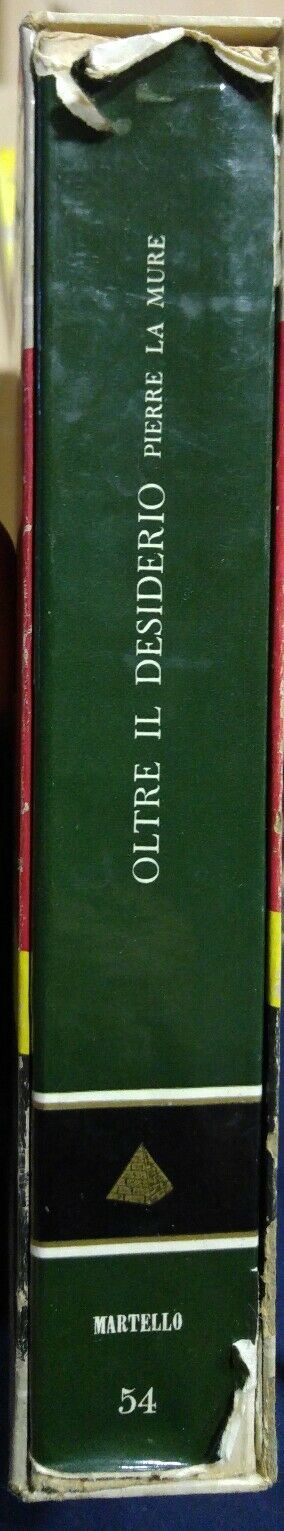 OLTRE IL DESIDERIO PIERRE LA MURE
MARTELLO
54